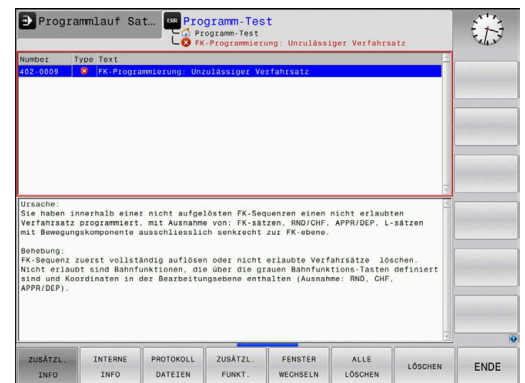 Programmlauf Sat…
ERR Programm-Test
Programm-Test
FK-Programmierung: Unzulässiger Verfahrsatz
Number Type Text
402-0009 FK-Programmierung: Unzulässiger Verfahrsatz
Ursache:
Sie haben innerhalb einer nicht aufgelösten FK-Sequenzen einen nicht erlaubten
Verfahrsatz programmiert, mit Ausnahme von: FK-sätzen, RND/CHF, APPR/DEP, L-sätzen
mit Bewegungskomponente ausschliesslich senkrecht zur FK-ebene.
Behebung:
FK-Sequenz zuerst vollständig auflösen oder nicht erlaubte Verfahrsätze löschen.
Nicht erlaubt sind Bahnfunktionen, die über die grauen Bahnfunktions-Tasten definiert
sind und Koordinaten in der Bearbeitungsebene enthalten (Ausnahme: RND, CHF,
APPR/DEP).
ZUSÄTZL. INFO
INTERNE INFO
PROTOKOLL DATEIEN
ZUSÄTZL. FUNKT.
FENSTER WECHSELN
ALLE LÖSCHEN
LÖSCHEN
ENDE